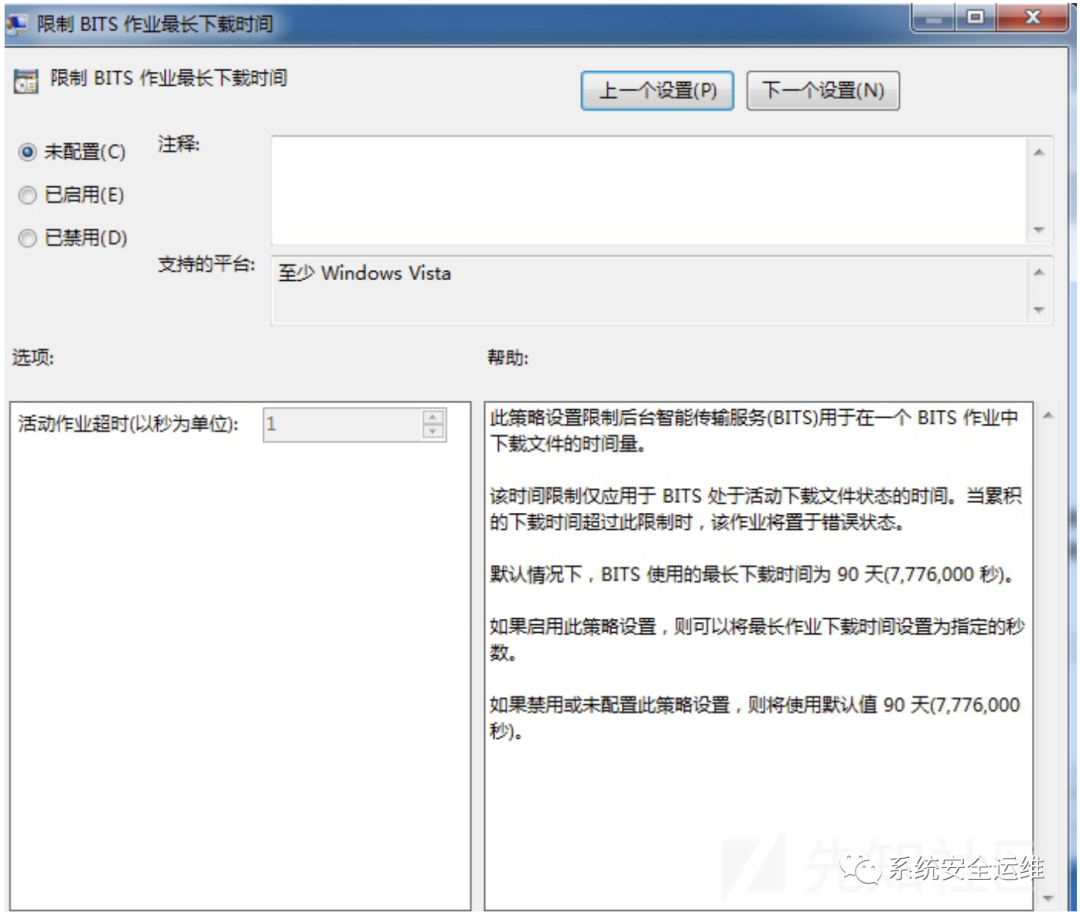 限制 BITS 作业最长下载时间
限制 BITS 作业最长下载时间
上一个设置(P)
下一个设置(N)
未配置(C)
注释:
已启用(E)
已禁用(D)
支持的平台:
至少 Windows Vista
选项:
帮助:
活动作业超时(以秒为单位):
1
此策略设置限制后台智能传输服务(BITS)用于在一个 BITS 作业中
下载文件的时间量。
该时间限制仅应用于 BITS 处于活动下载文件状态的时间。当累积
的下载时间超过此限制时，该作业将置于错误状态。
默认情况下，BITS 使用的最长下载时间为 90 天(7,776,000 秒)。
如果启用此策略设置，则可以将最长作业下载时间设置为指定的秒
数。
如果禁用或未配置此策略设置，则将使用默认值 90 天(7,776,000
秒)。
先知社区
系统安全运维